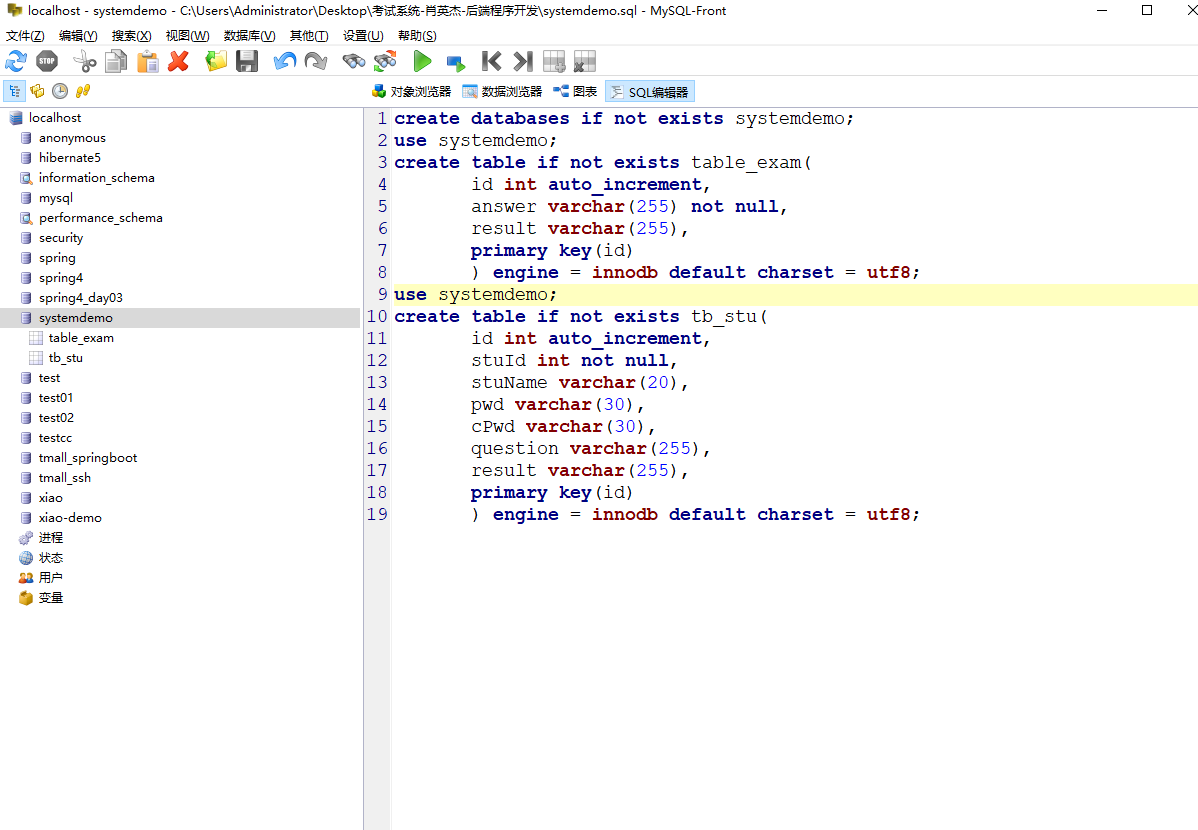 localhost - systemdemo - C:\Users\Administrator\Desktop\考试系统-肖英杰-后端程序开发\systemdemo.sql - MySQL-Front
文件(Z) 编辑(Y) 搜索(X) 视图(W) 数据库(V) 其他(T) 设置(U) 帮助(S)
STOP
对象浏览器 数据浏览器 图表 SQL编辑器
localhost
anonymous
hibernate5
information_schema
mysql
performance_schema
security
spring
spring4
spring4_day03
systemdemo
table_exam
tb_stu
test
test01
test02
testcc
tmall_springboot
tmall_ssh
xiao
xiao-demo
进程
状态
用户
变量
1 create databases if not exists systemdemo;
2 use systemdemo;
3 create table if not exists table_exam(
4 id int auto_increment,
5 answer varchar(255) not null,
6 result varchar(255),
7 primary key(id)
8 ) engine = innodb default charset = utf8;
9 use systemdemo;
10 create table if not exists tb_stu(
11 id int auto_increment,
12 stuId int not null,
13 stuName varchar(20),
14 pwd varchar(30),
15 cPwd varchar(30),
16 question varchar(255),
17 result varchar(255),
18 primary key(id)
19 ) engine = innodb default charset = utf8;